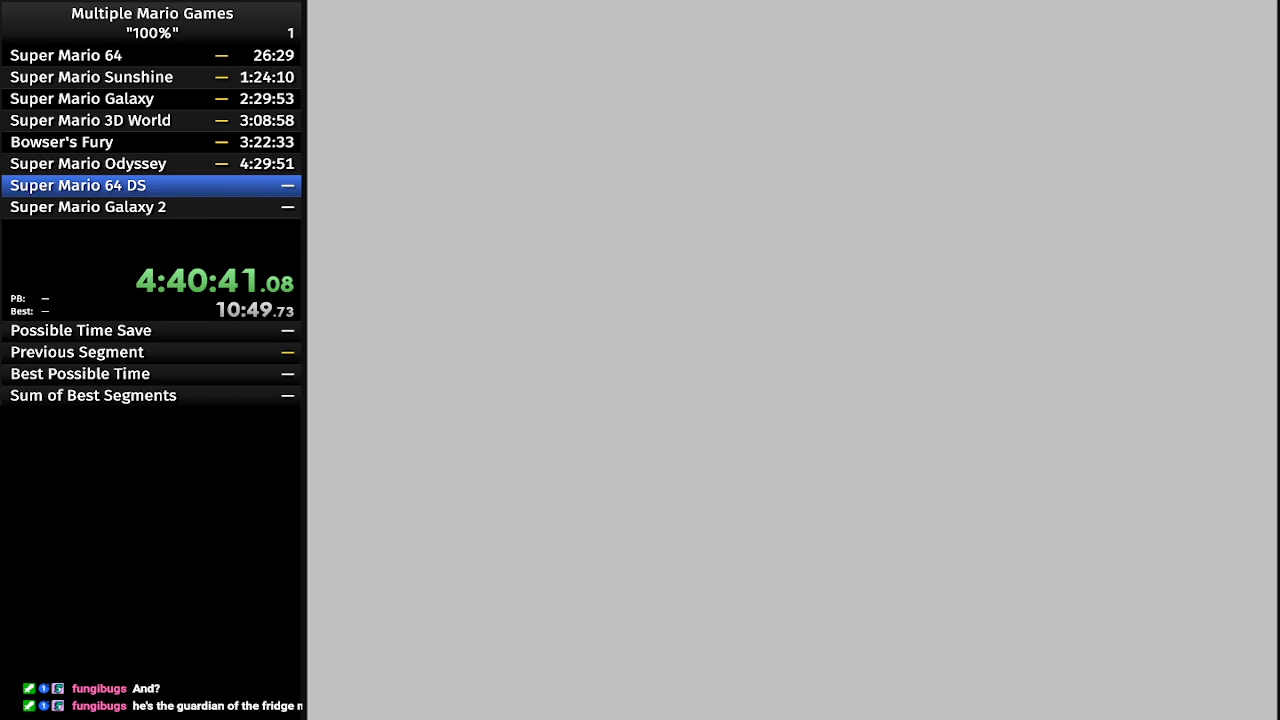 Multiple Mario Games
"100%" 1
Super Mario 64 — 26:29
Super Mario Sunshine — 1:24:10
Super Mario Galaxy — 2:29:53
Super Mario 3D World — 3:08:58
Bowser's Fury — 3:22:33
Super Mario Odyssey — 4:29:51
Super Mario 64 DS —
Super Mario Galaxy 2 —
4:40:41.08
PB: —
Best: — 10:49.73
Possible Time Save —
Previous Segment —
Best Possible Time —
Sum of Best Segments —
fungibugs And?
fungibugs he's the guardian of the fridge